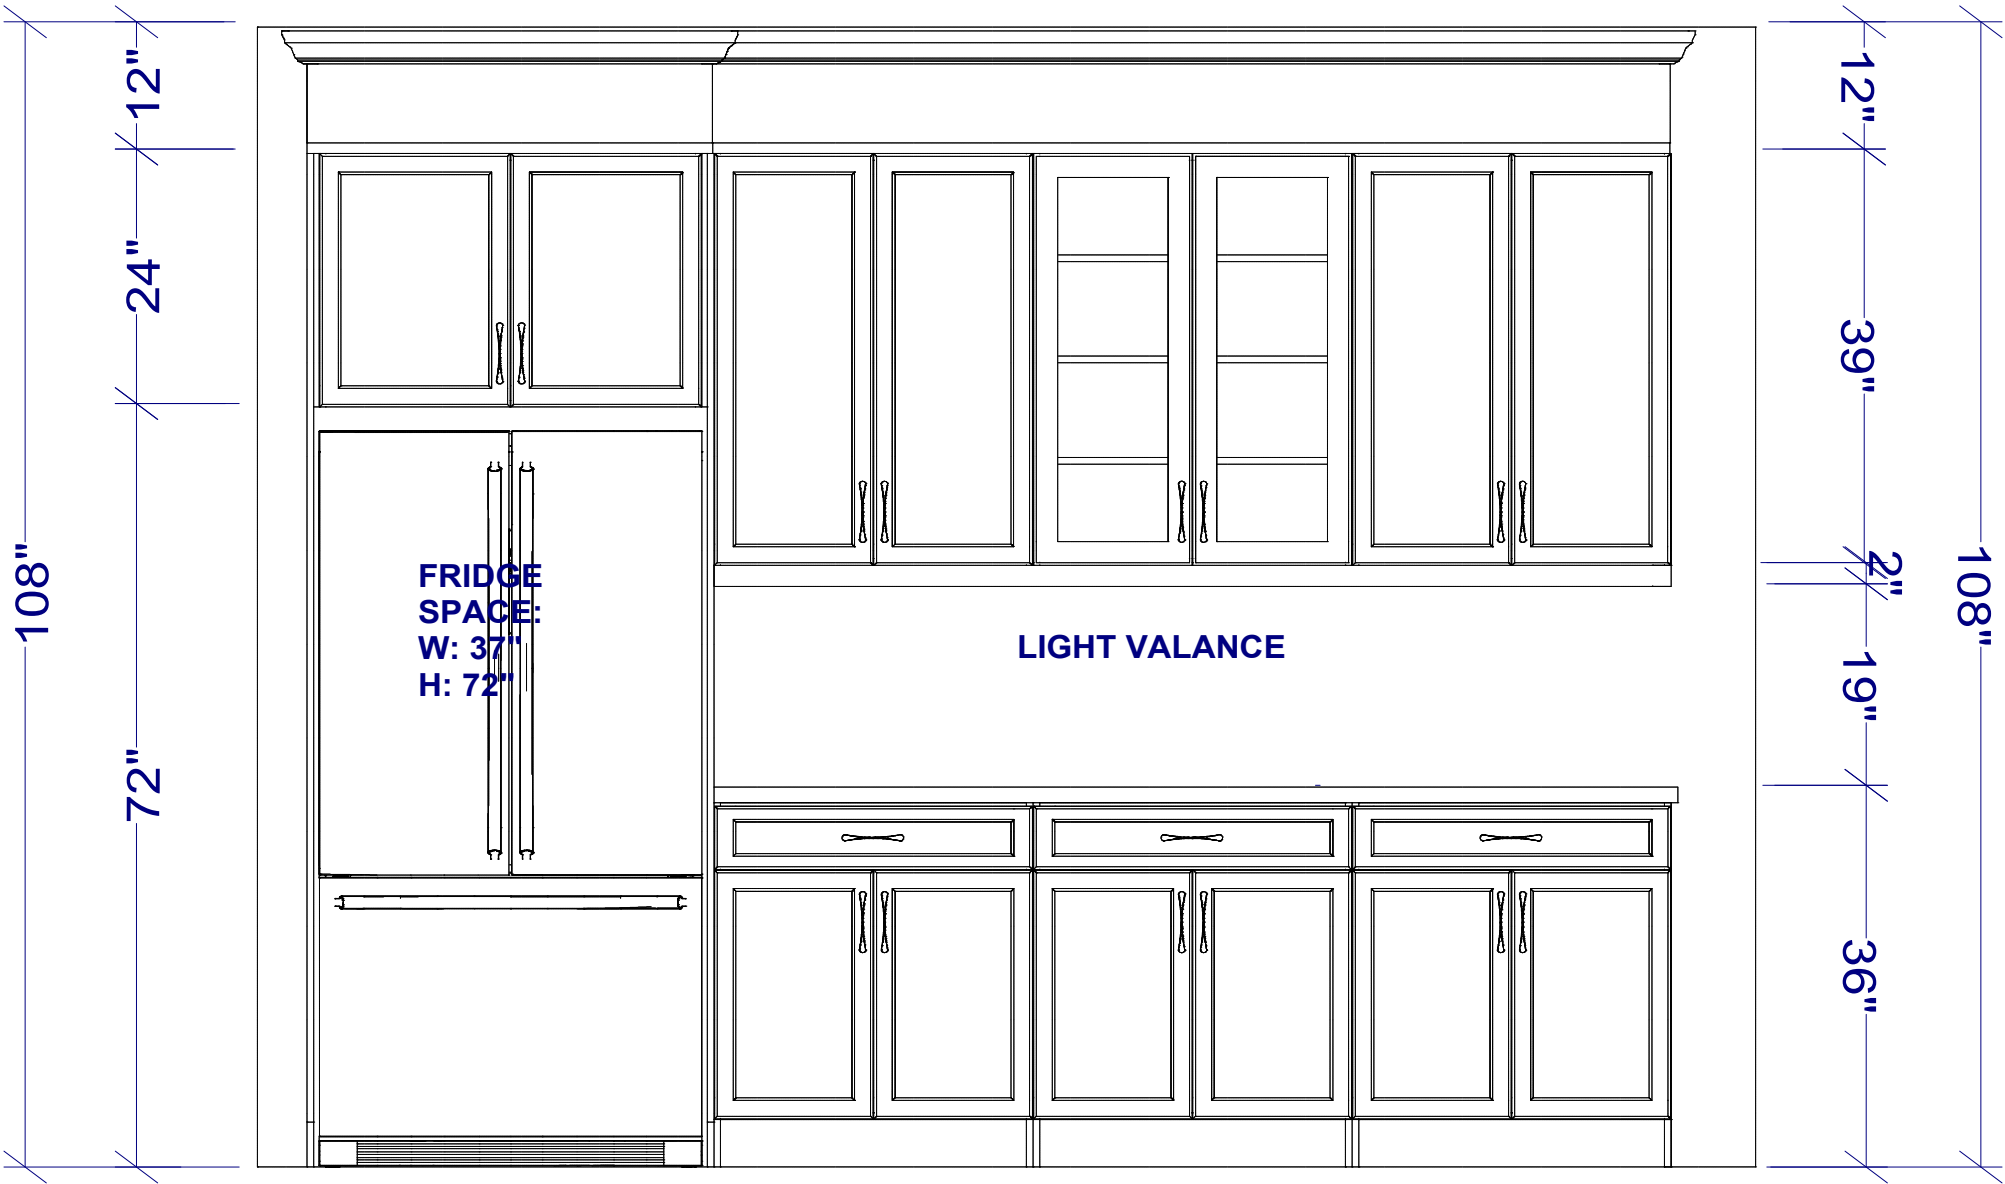 108"
12"
24"
72"
FRIDGE
SPACE:
W: 37"
H: 72"
LIGHT VALANCE
12"
39"
2"
19"
36"
108"